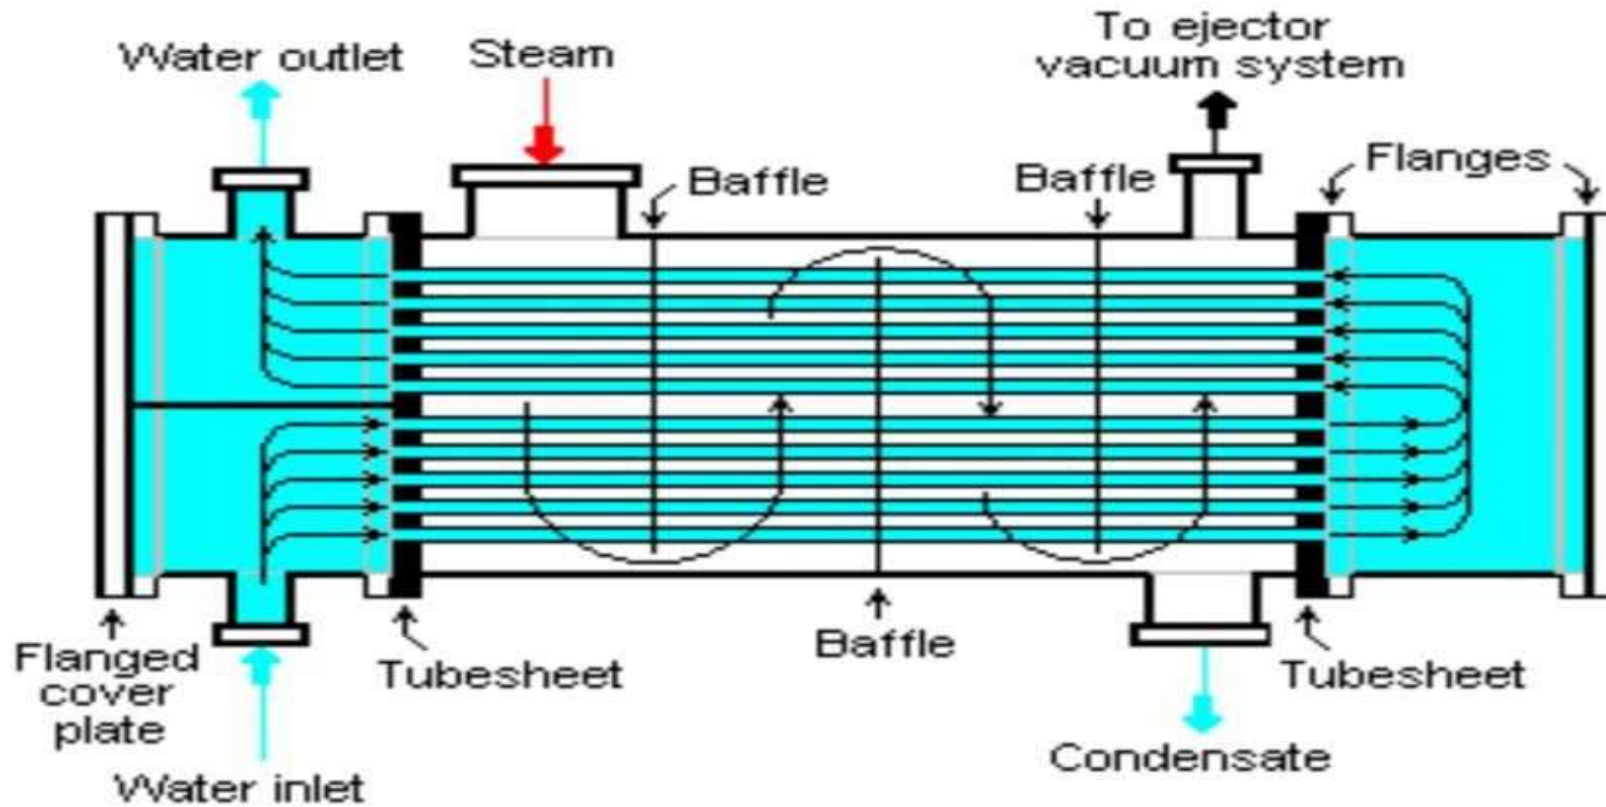 To ejector
vacuum system
Water outlet
Steam
Flanges
Baffle
Baffle
Flanged
cover
plate
Tubesheet
Baffle
Tubesheet
Condensate
Water inlet